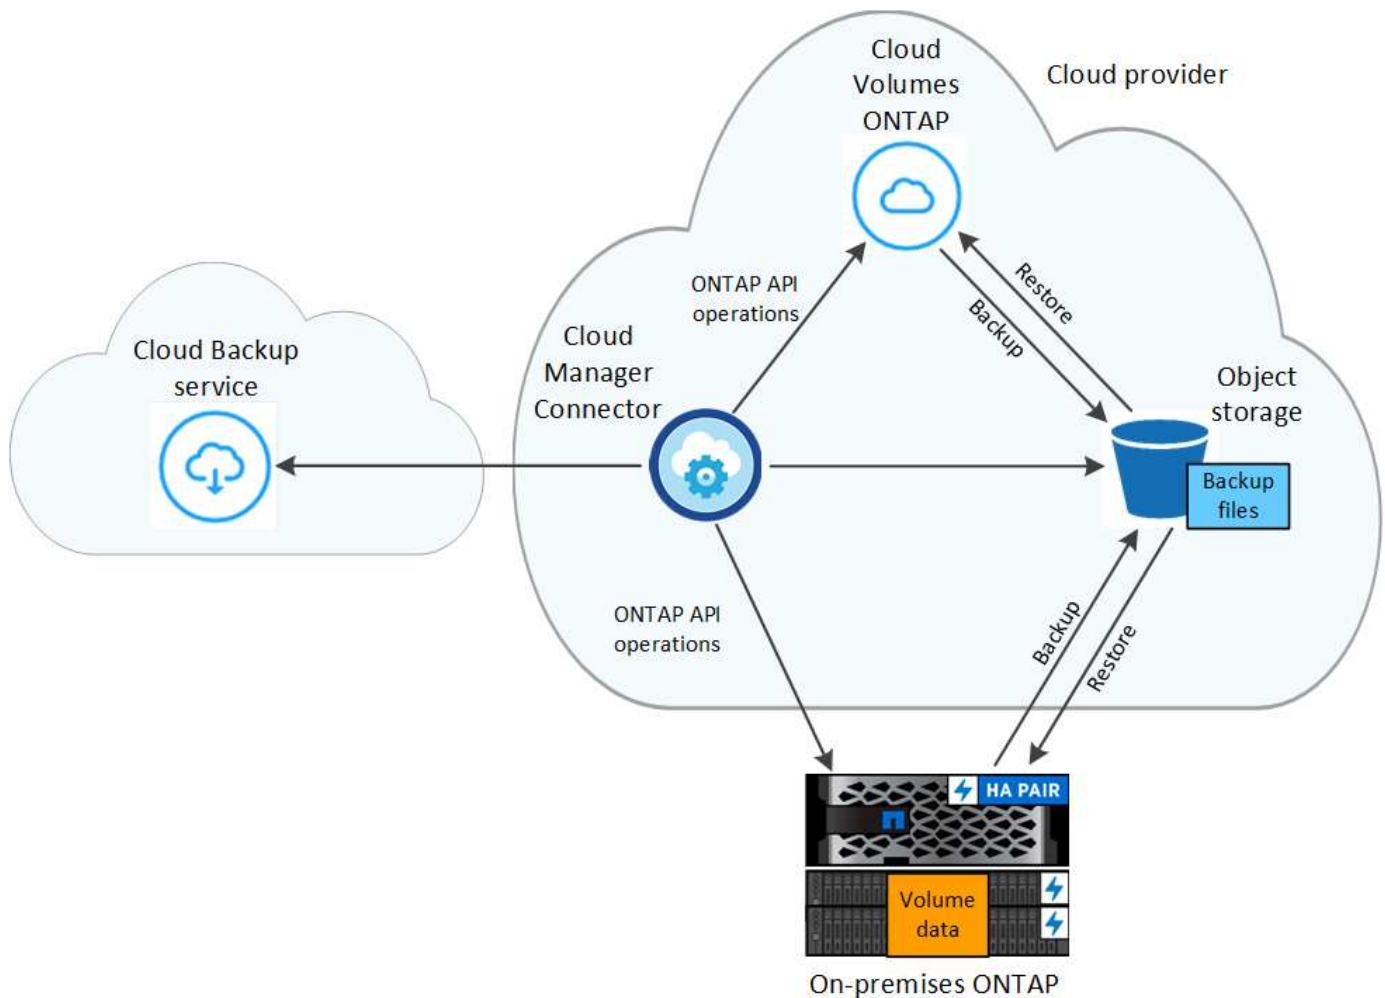 Cloud
Volumes
ONTAP
Cloud provider
ONTAP API
operations
Restore
Backup
Cloud
Manager
Connector
Cloud Backup
service
Object
storage
Backup
files
ONTAP API
operations
Backup
Restore
HA PAIR
Volume
data
On-premises ONTAP